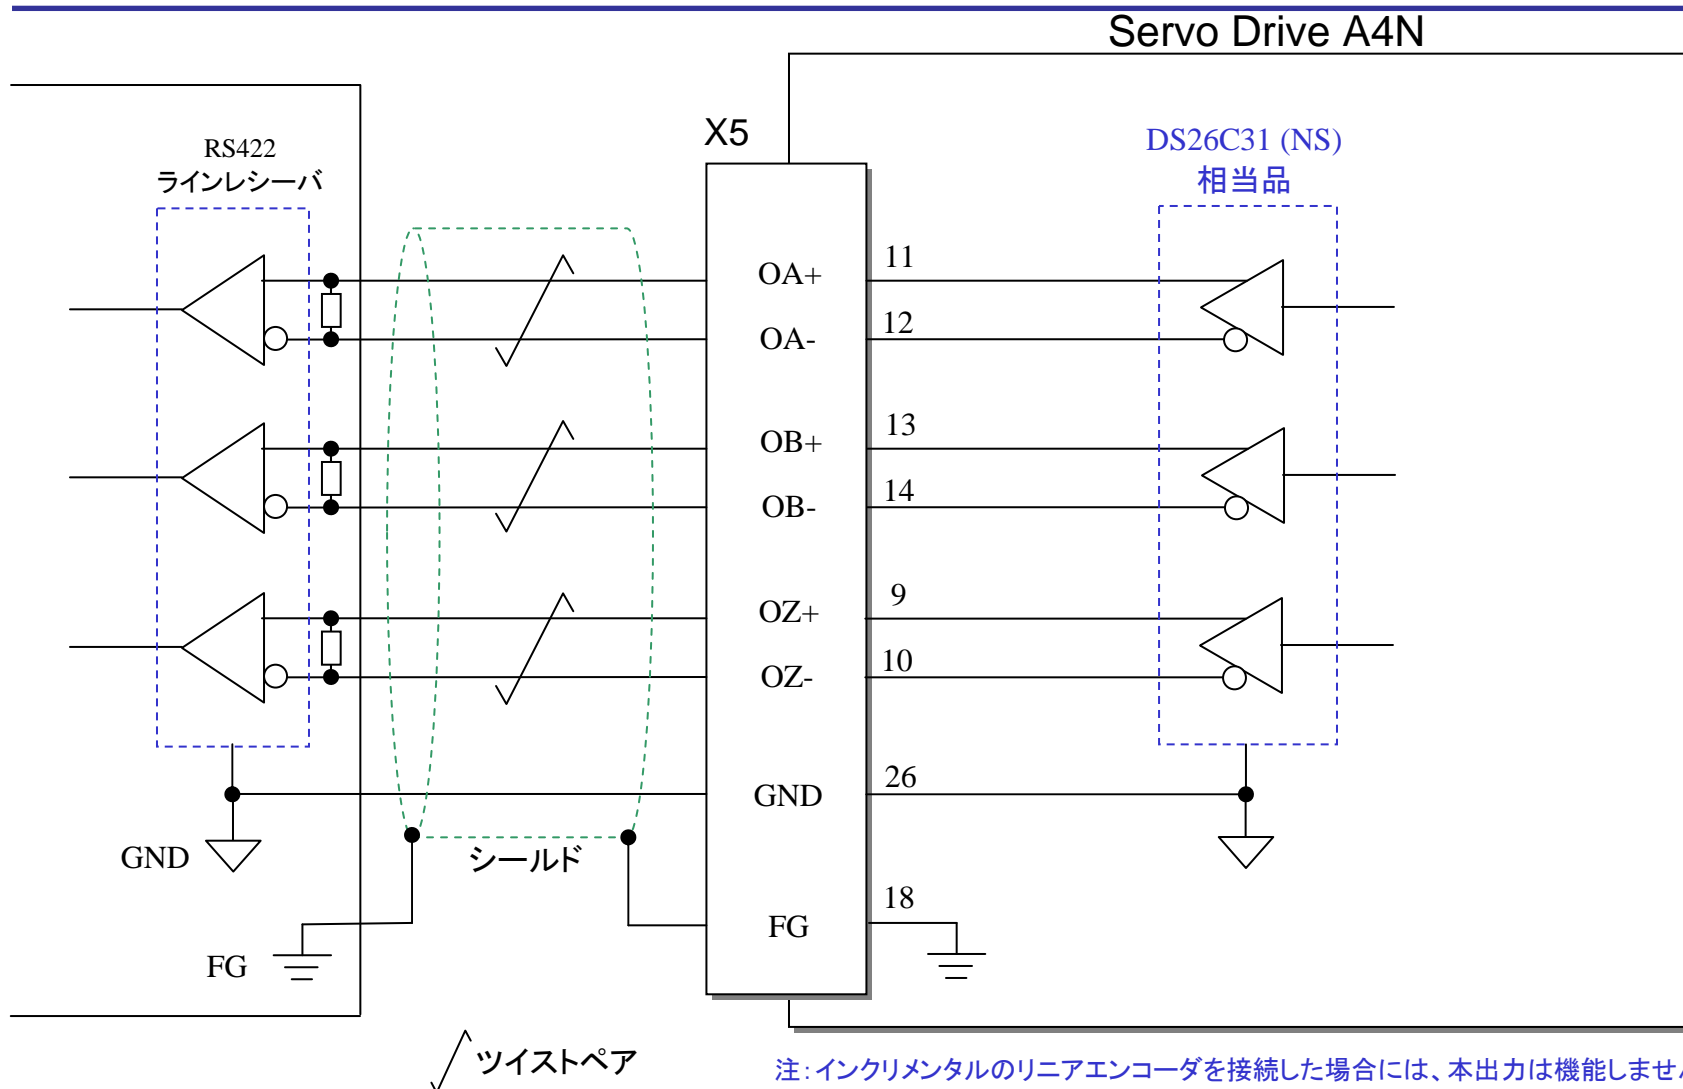 Servo Drive A4N
X5
RS422
ラインレシーバ
DS26C31 (NS)
相当品
OA+
11
OA-
12
OB+
13
OB-
14
OZ+
9
OZ-
10
GND
26
GND
シールド
FG
18
FG
ツイストペア
注：インクリメンタルのリニアエンコーダを接続した場合には、本出力は機能しませ